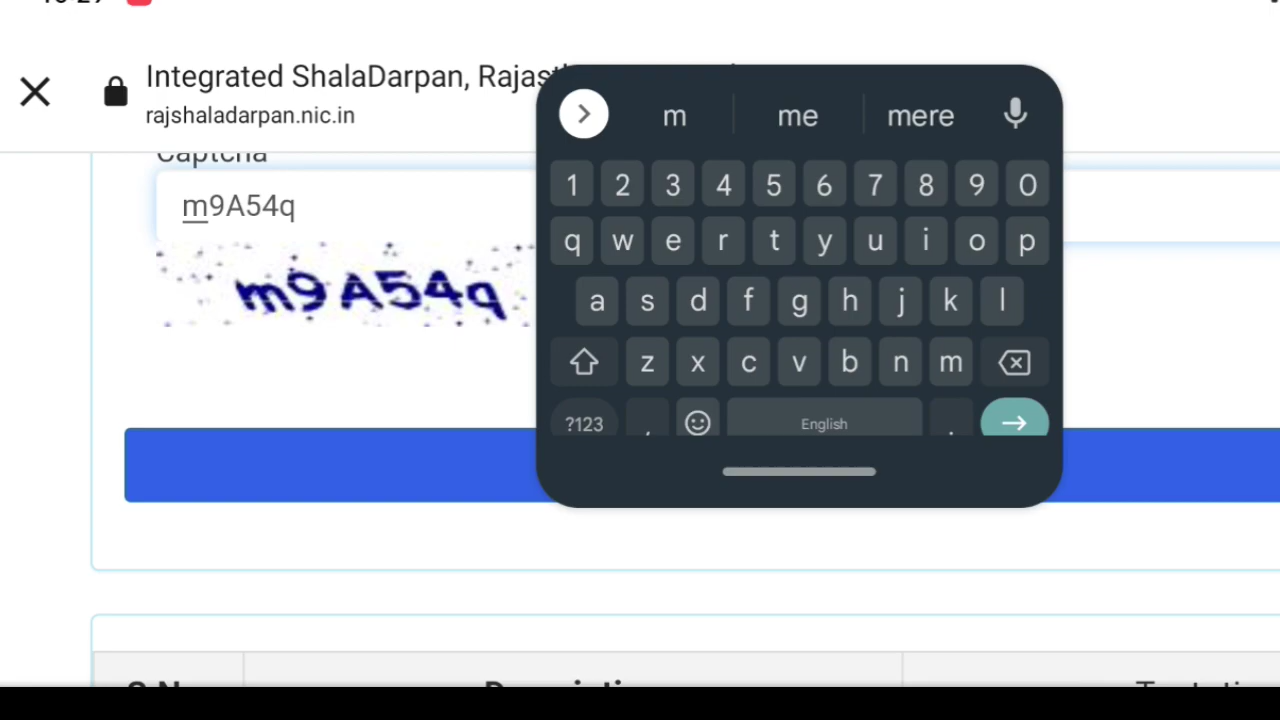 Integrated ShalaDarpan,
rajshaladarpan.nic.in
Captcha
m9A54q
m9A54q
m me mere
1 2 3 4 5 6 7 8 9 0
q w e r t y u i o p
a s d f g h j k l
z x c v b n m
?123 , English .